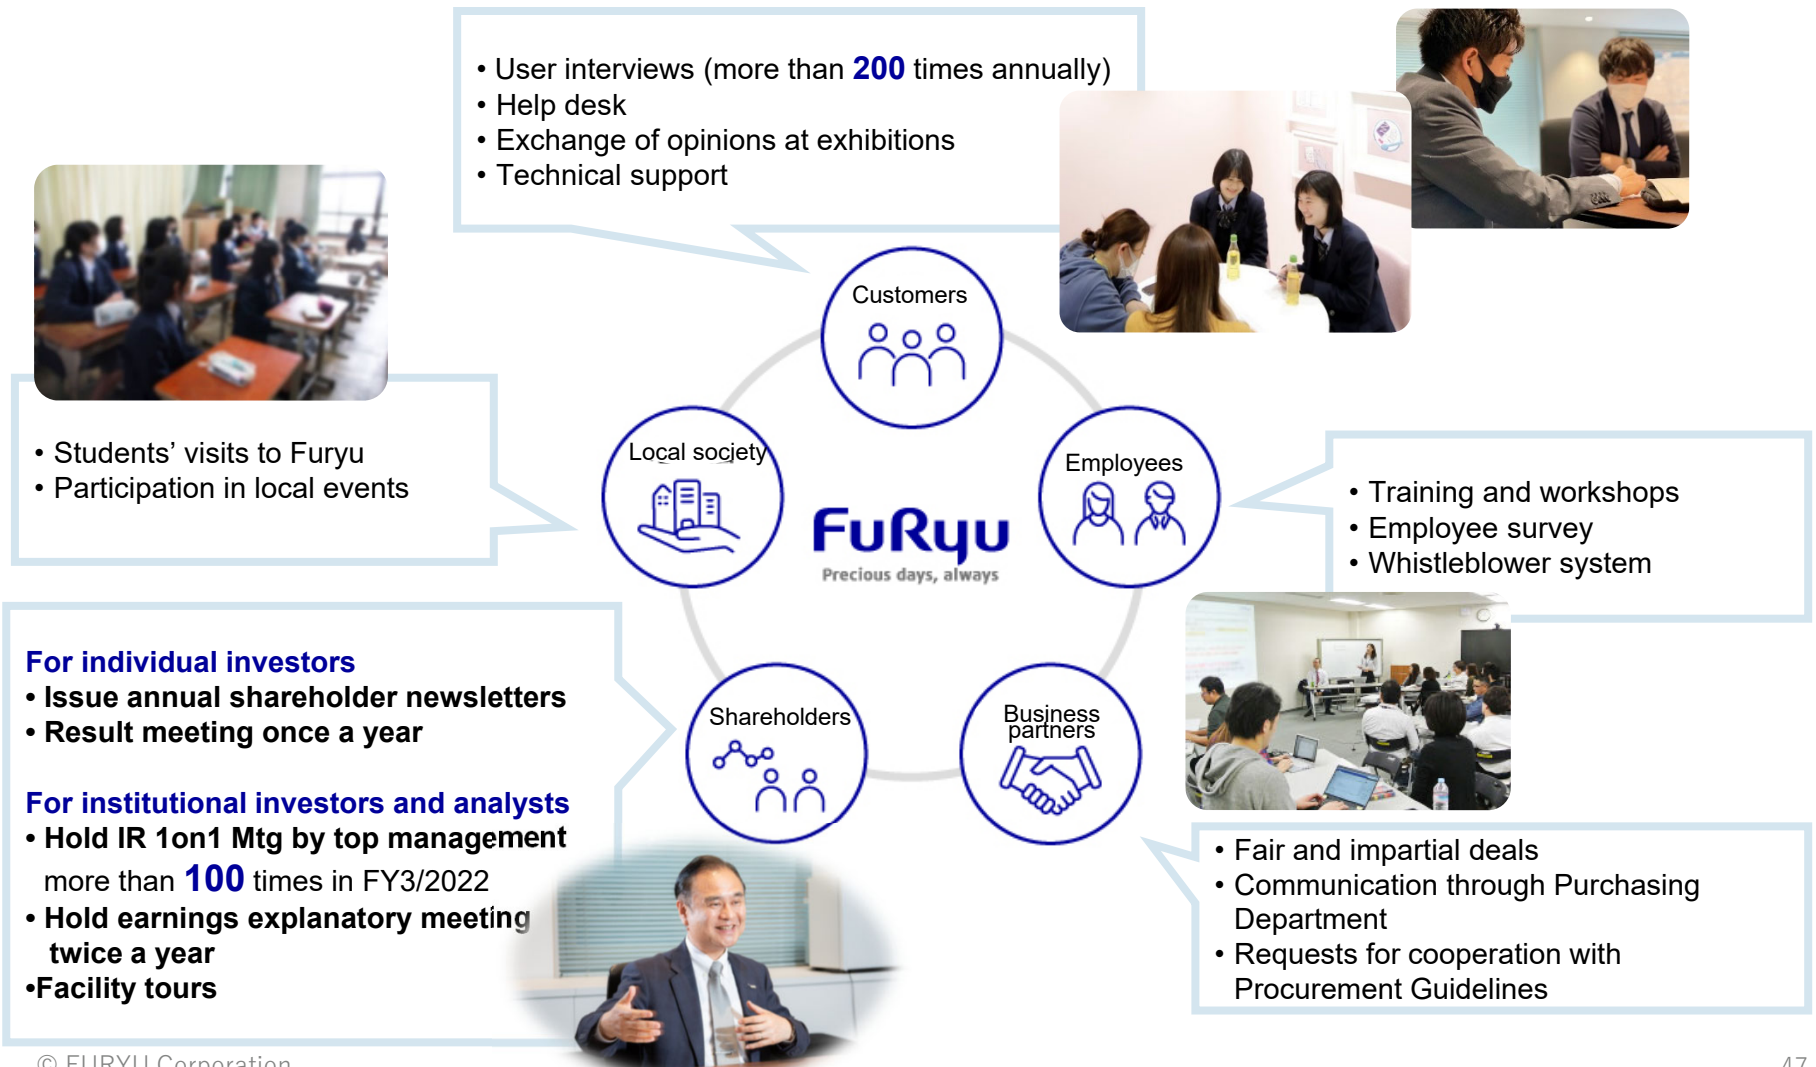 • User interviews (more than 200 times annually)
• Help desk
• Exchange of opinions at exhibitions
• Technical support
Customers
• Students’ visits to Furyu
• Participation in local events
Local society
Employees
• Training and workshops
• Employee survey
• Whistleblower system
FuRyu
Precious days, always
For individual investors
• Issue annual shareholder newsletters
• Result meeting once a year
For institutional investors and analysts
• Hold IR 1on1 Mtg by top management
more than 100 times in FY3/2022
• Hold earnings explanatory meeting
twice a year
•Facility tours
Shareholders
Business
partners
• Fair and impartial deals
• Communication through Purchasing
Department
• Requests for cooperation with
Procurement Guidelines
© FURYU Corporation
47